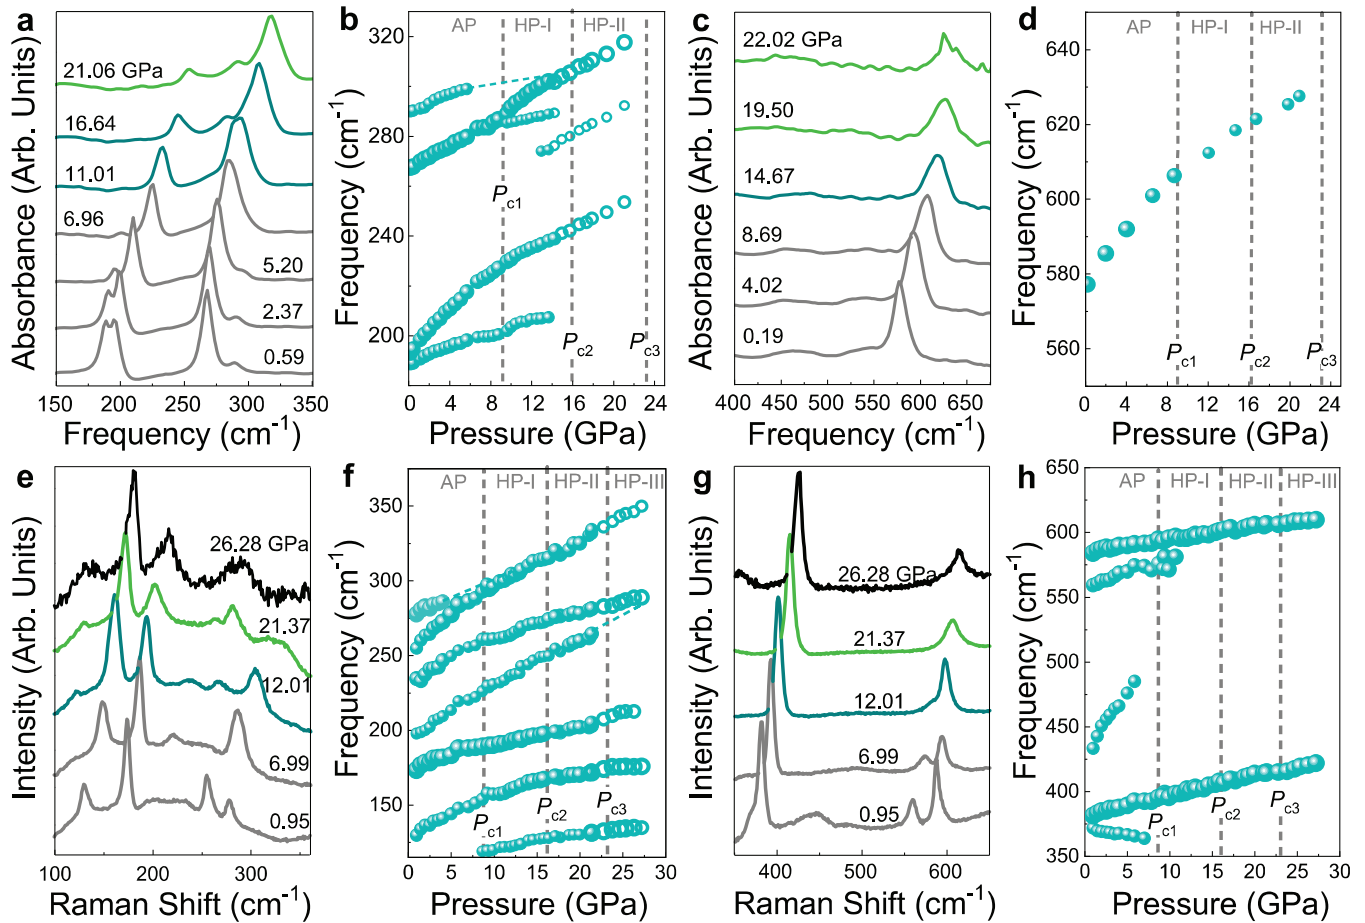 a
21.06 GPa
16.64
11.01
6.96
5.20
2.37
0.59
150 200 250 300 350
Frequency (cm-1)
Absorbance (Arb. Units)
b
AP HP-I HP-II
320
280
240
200
Pc1
Pc2
Pc3
0 4 8 12 16 20 24
Pressure (GPa)
Frequency (cm-1)
c
22.02 GPa
19.50
14.67
8.69
4.02
0.19
400 450 500 550 600 650
Frequency (cm-1)
Absorbance (Arb. Units)
d
AP HP-I HP-II
640
620
600
580
560
Pc1
Pc2
Pc3
0 4 8 12 16 20 24
Pressure (GPa)
Frequency (cm-1)
e
26.28 GPa
21.37
12.01
6.99
0.95
100 200 300
Raman Shift (cm-1)
Intensity (Arb. Units)
f
AP HP-I HP-II HP-III
350
300
250
200
150
Pc1
Pc2
Pc3
0 5 10 15 20 25 30
Pressure (GPa)
Frequency (cm-1)
g
26.28 GPa
21.37
12.01
6.99
0.95
400 500 600
Raman Shift (cm-1)
Intensity (Arb. Units)
h
AP HP-I HP-II HP-III
650
600
550
500
450
400
350
Pc1
Pc2
Pc3
0 5 10 15 20 25 30
Pressure (GPa)
Frequency (cm-1)